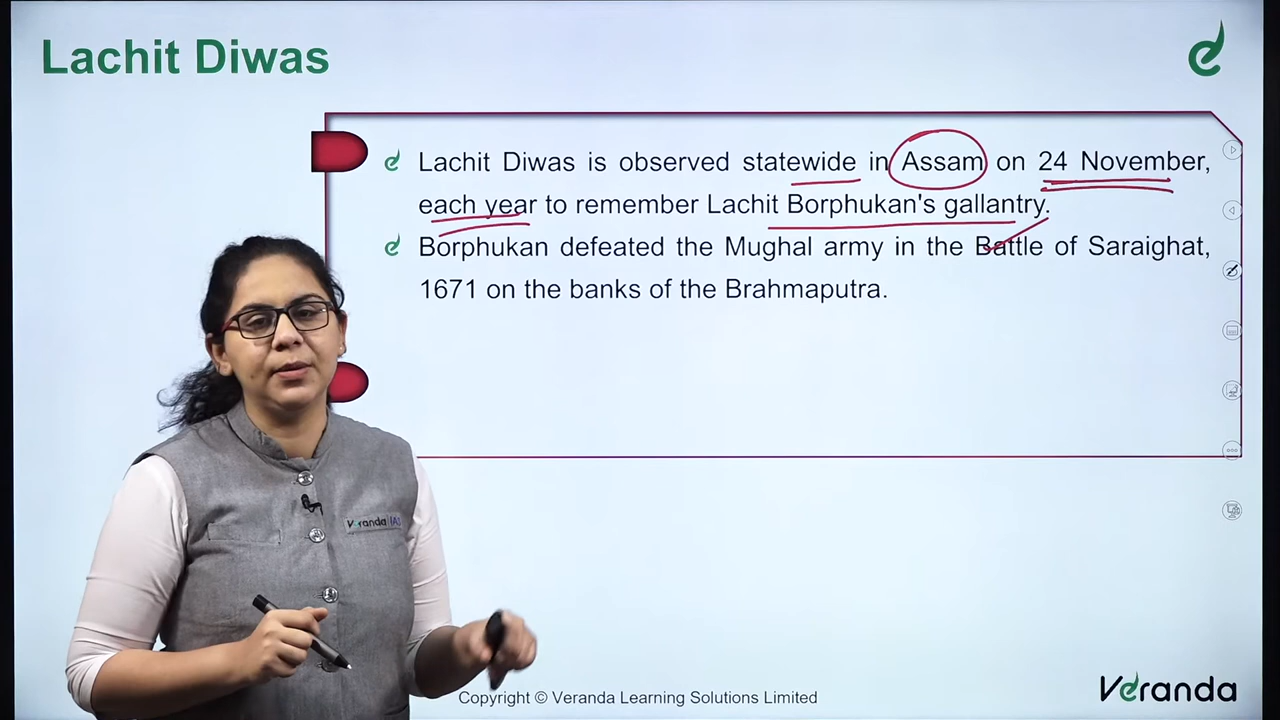 Lachit Diwas
Lachit Diwas is observed statewide in Assam on 24 November,
each year to remember Lachit Borphukan's gallantry.
Borphukan defeated the Mughal army in the Battle of Saraighat,
1671 on the banks of the Brahmaputra.
Veranda IAS
Copyright © Veranda Learning Solutions Limited
Veranda